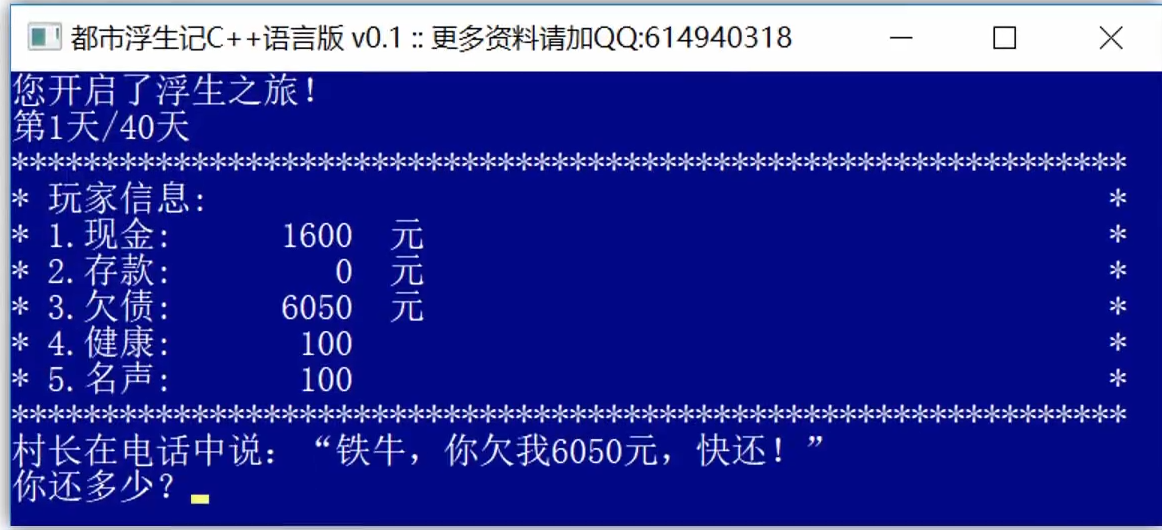 都市浮生记C++语言版 v0.1 :: 更多资料请加QQ:614940318
您开启了浮生之旅！
第1天/40天
**************************************************************
* 玩家信息: *
* 1.现金: 1600 元 *
* 2.存款: 0 元 *
* 3.欠债: 6050 元 *
* 4.健康: 100 *
* 5.名声: 100 *
**************************************************************
村长在电话中说：“铁牛，你欠我6050元，快还！”
你还多少？